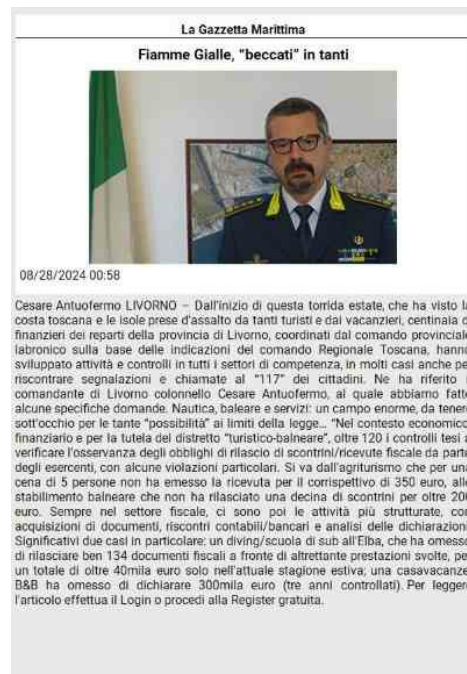 La Gazzetta Marittima
Fiamme Gialle, “beccati” in tanti
08/28/2024 00:58
Cesare Antuofermo LIVORNO – Dall'inizio di questa torrida estate, che ha visto l
costa toscana e le isole prese d'assalto da tanti turisti e dai vacanzieri, centinaia d
finanzieri dei reparti della provincia di Livorno, coordinati dal comando provinciale
labronico sulla base delle indicazioni del comando Regionale Toscana, hanno
sviluppato attività e controlli in tutti i settori di competenza, in molti casi anche pe
riscontrare segnalazioni e chiamate al “117” dei cittadini. Ne ha riferito i
comandante di Livorno colonnello Cesare Antuofermo, al quale abbiamo fatto
alcune specifiche domande. Nautica, baleare e servizi: un campo enorme, da tener
sott'occhio per le tante “possibilità” ai limiti della legge... “Nel contesto economico
finanziario e per la tutela del distretto “turistico-balneare”, oltre 120 i controlli tesi a
verificare l'osservanza degli obblighi di rilascio di scontrini/ricevute fiscale da parte
degli esercenti, con alcune violazioni particolari. Si va dall'agriturismo che per una
cena di 5 persone non ha emesso la ricevuta per il corrispettivo di 350 euro, allo
stabilimento balneare che non ha rilasciato una decina di scontrini per oltre 200
euro. Sempre nel settore fiscale, ci sono poi le attività più strutturate, con
acquisizioni di documenti, riscontri contabili/bancari e analisi delle dichiarazioni
Significativi due casi in particolare: un diving/scuola di sub all'Elba, che ha omesso
di rilasciare ben 134 documenti fiscali a fronte di altrettante prestazioni svolte, pe
un totale di oltre 40mila euro solo nell'attuale stagione estiva; una casavacanze
B&B ha omesso di dichiarare 300mila euro (tre anni controllati). Per leggere
l'articolo effettua il Login o procedi alla Register gratuita.